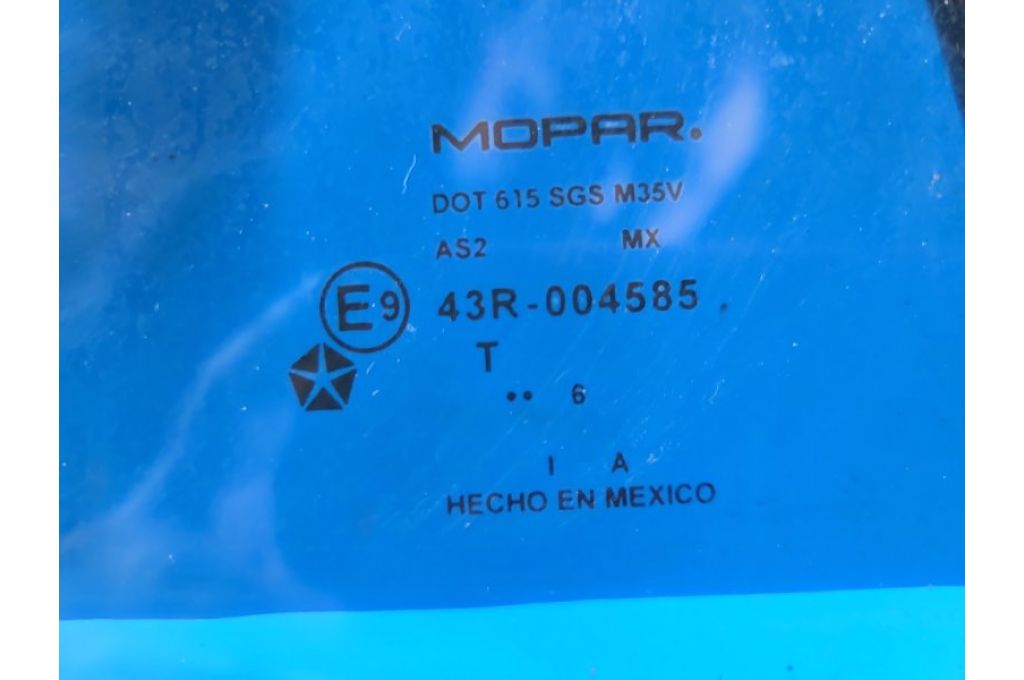 MOPAR.
DOT 615 SGS M35V
AS2 MX
E9 43R-004585
T
.. 6
I A
HECHO EN MEXICO